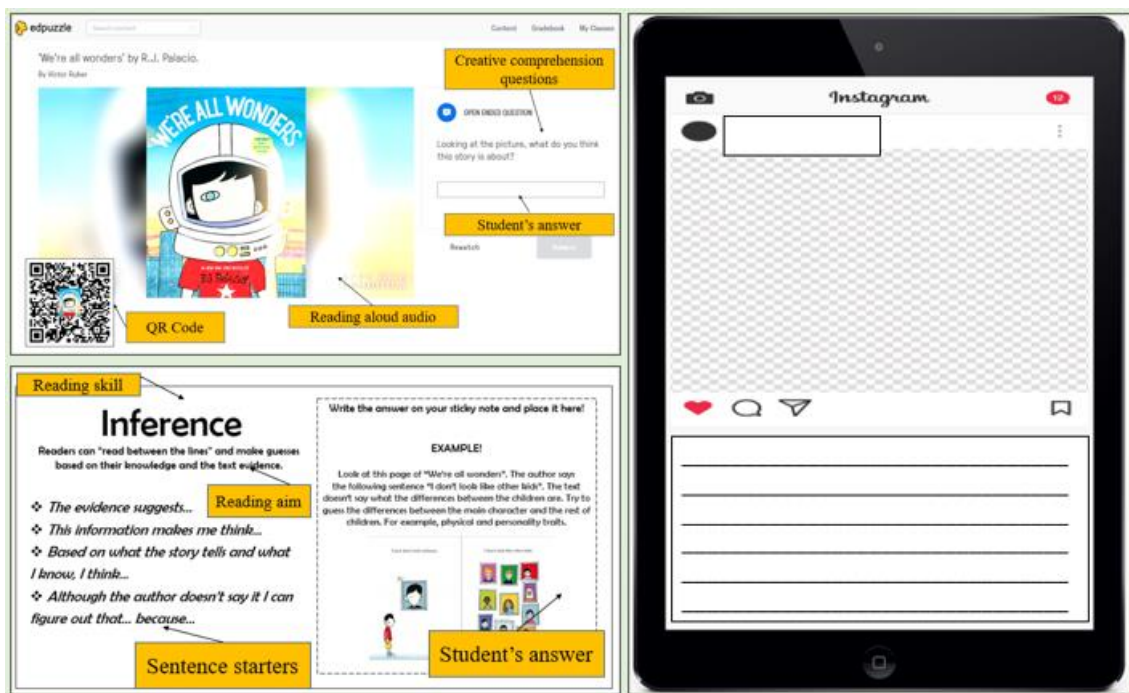 edpuzzle
Search content
Content Gradebook My Classes
'We're all wonders' by R.J. Palacio.
By Victor Ruber
Creative comprehension
questions
WE'RE ALL WONDERS
OPEN ENDED QUESTION
Looking at the picture, what do you think
this story is about?
Student's answer
Rewatch
QR Code
Reading aloud audio
Reading skill
Inference
Readers can "read between the lines" and make guesses
based on their knowledge and the text evidence.
Reading aim
❖ The evidence suggests...
❖ This information makes me think...
❖ Based on what the story tells and what
I know, I think...
❖ Although the author doesn't say it I can
figure out that... because...
Sentence starters
Write the answer on your sticky note and place it here!
EXAMPLE!
Look at this page of "We're all wonders". The author says
the following sentence "I don't look like other kids". The text
doesn't say what the differences between the children are. Try to
guess the differences between the main character and the rest of
children. For example, physical and personality traits.
Student's answer
Instagram
12